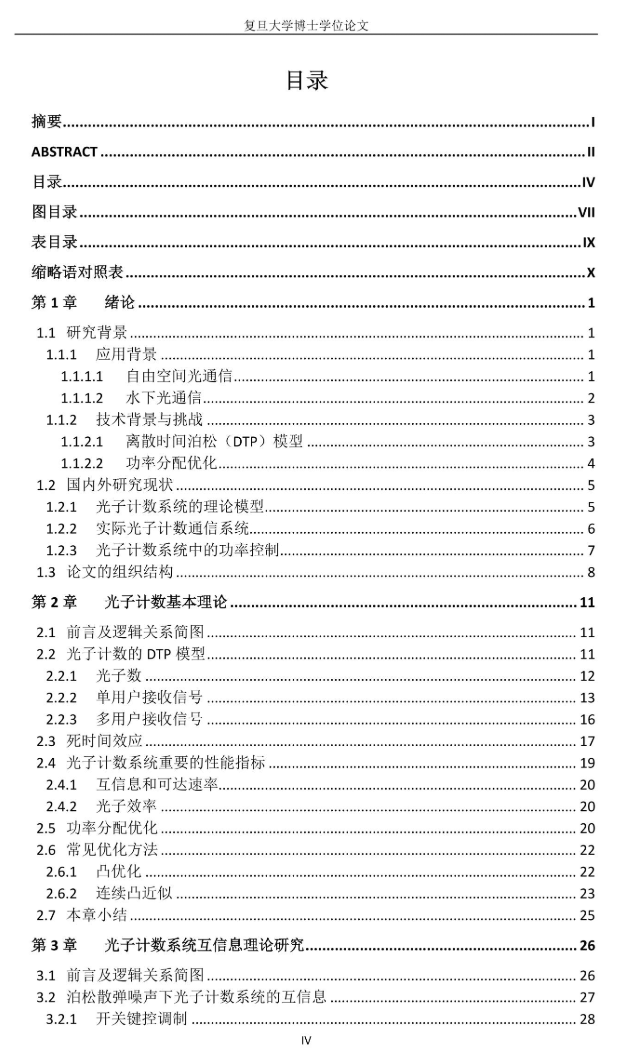 复旦大学博士学位论文
目录
摘要 I
ABSTRACT II
目录 IV
图目录 VII
表目录 IX
缩略语对照表 X
第 1 章 绪论 1
1.1 研究背景 1
1.1.1 应用背景 1
1.1.1.1 自由空间光通信 1
1.1.1.2 水下光通信 2
1.1.2 技术背景与挑战 3
1.1.2.1 离散时间泊松（DTP）模型 3
1.1.2.2 功率分配优化 4
1.2 国内外研究现状 5
1.2.1 光子计数系统的理论模型 5
1.2.2 实际光子计数通信系统 6
1.2.3 光子计数系统中的功率控制 7
1.3 论文的组织结构 8
第 2 章 光子计数基本理论 11
2.1 前言及逻辑关系简图 11
2.2 光子计数的 DTP 模型 11
2.2.1 光子数 12
2.2.2 单用户接收信号 13
2.2.3 多用户接收信号 16
2.3 死时间效应 17
2.4 光子计数系统重要的性能指标 19
2.4.1 互信息和可达速率 20
2.4.2 光子效率 20
2.5 功率分配优化 20
2.6 常见优化方法 22
2.6.1 凸优化 22
2.6.2 连续凸近似 23
2.7 本章小结 25
第 3 章 光子计数系统互信息理论研究 26
3.1 前言及逻辑关系简图 26
3.2 泊松散弹噪声下光子计数系统的互信息 27
3.2.1 开关键控调制 28
IV